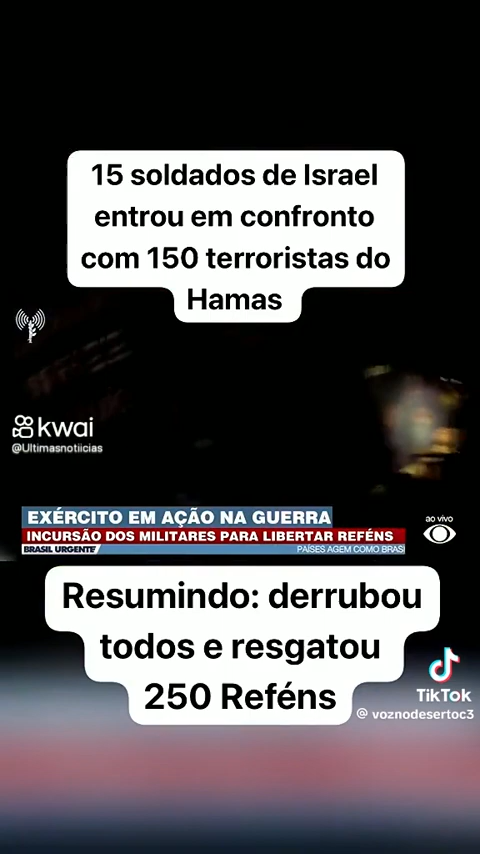 15 soldados de Israel
entrou em confronto
com 150 terroristas do
Hamas
kwai
@Ultimasnotiicias
EXÉRCITO EM AÇÃO NA GUERRA
ao vivo
INCURSÃO DOS MILITARES PARA LIBERTAR REFÉNS
BRASIL URGENTE
PAÍSES AGEM COMO BRAS
Resumindo: derrubou
todos e resgatou
250 Reféns
TikTok
@ voznodesertoc3